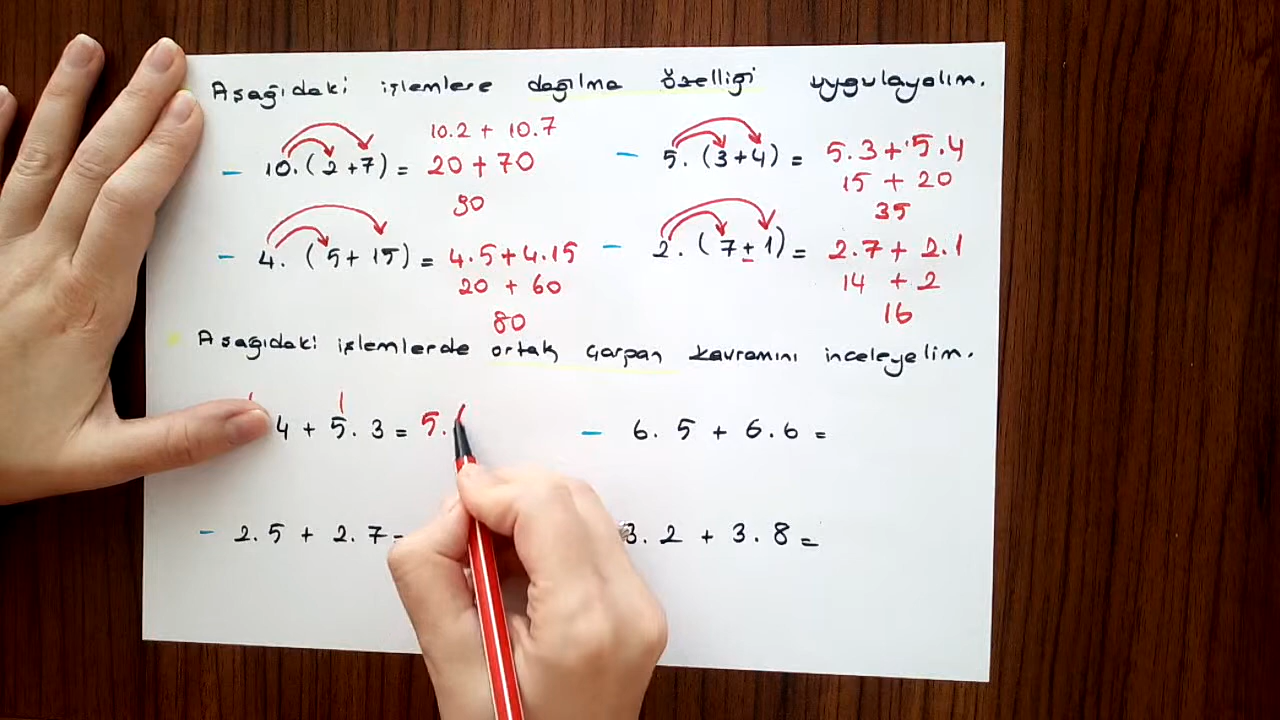 Aşağıdaki işlemlere dağılma özelliği uygulayalım.
10.2 + 10.7
- 10.(2+7) = 20 + 70
90
- 5.(3+4) = 5.3+5.4
15 + 20
35
- 4.(5+15) = 4.5+4.15
20 + 60
80
- 2.(7+1) = 2.7+2.1
14 + 2
16
Aşağıdaki işlemlerde ortak çarpan kavramını inceleyelim.
4 + 5.3 = 5.(
- 6.5 + 6.6 =
- 2.5 + 2.7 =
3.2 + 3.8 =